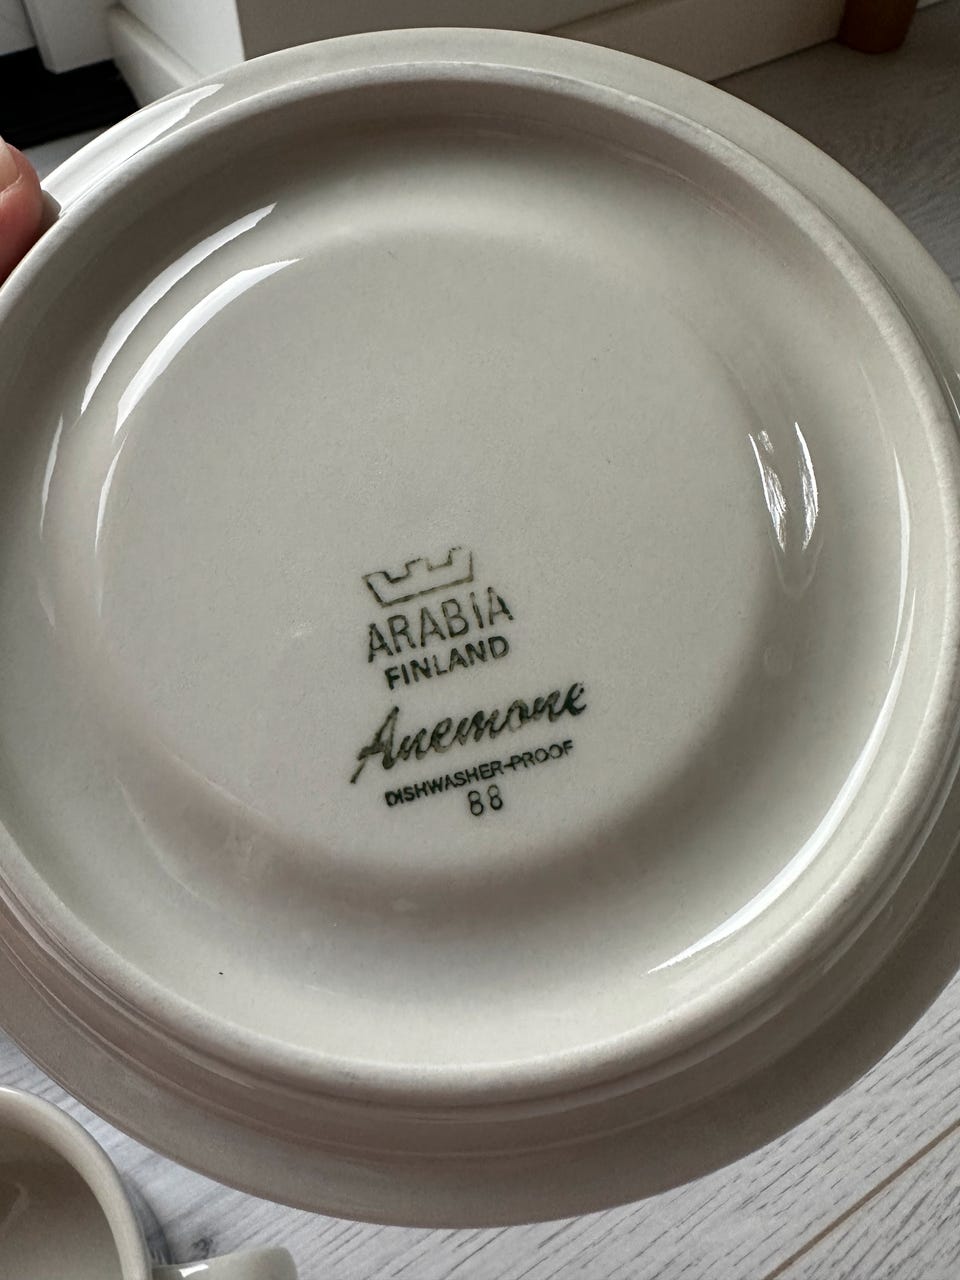 ARABIA
FINLAND
Anemone
DISHWASHER-PROOF
88